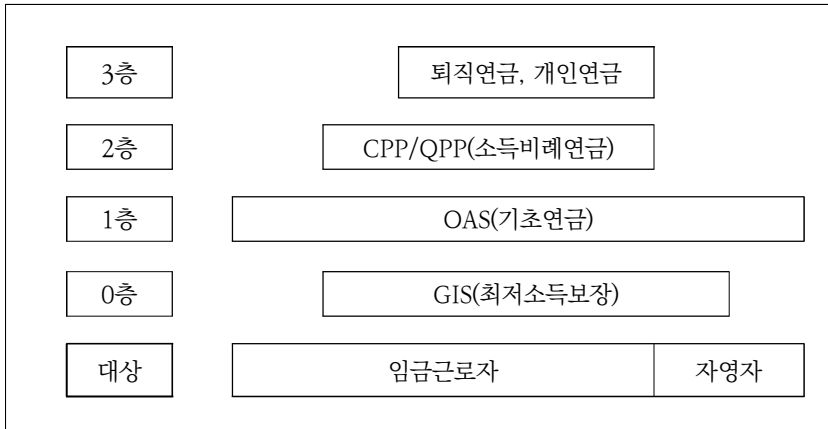 3층 퇴직연금, 개인연금
2층 CPP/QPP(소득비례연금)
1층 OAS(기초연금)
0층 GIS(최저소득보장)
대상 임금근로자 자영자